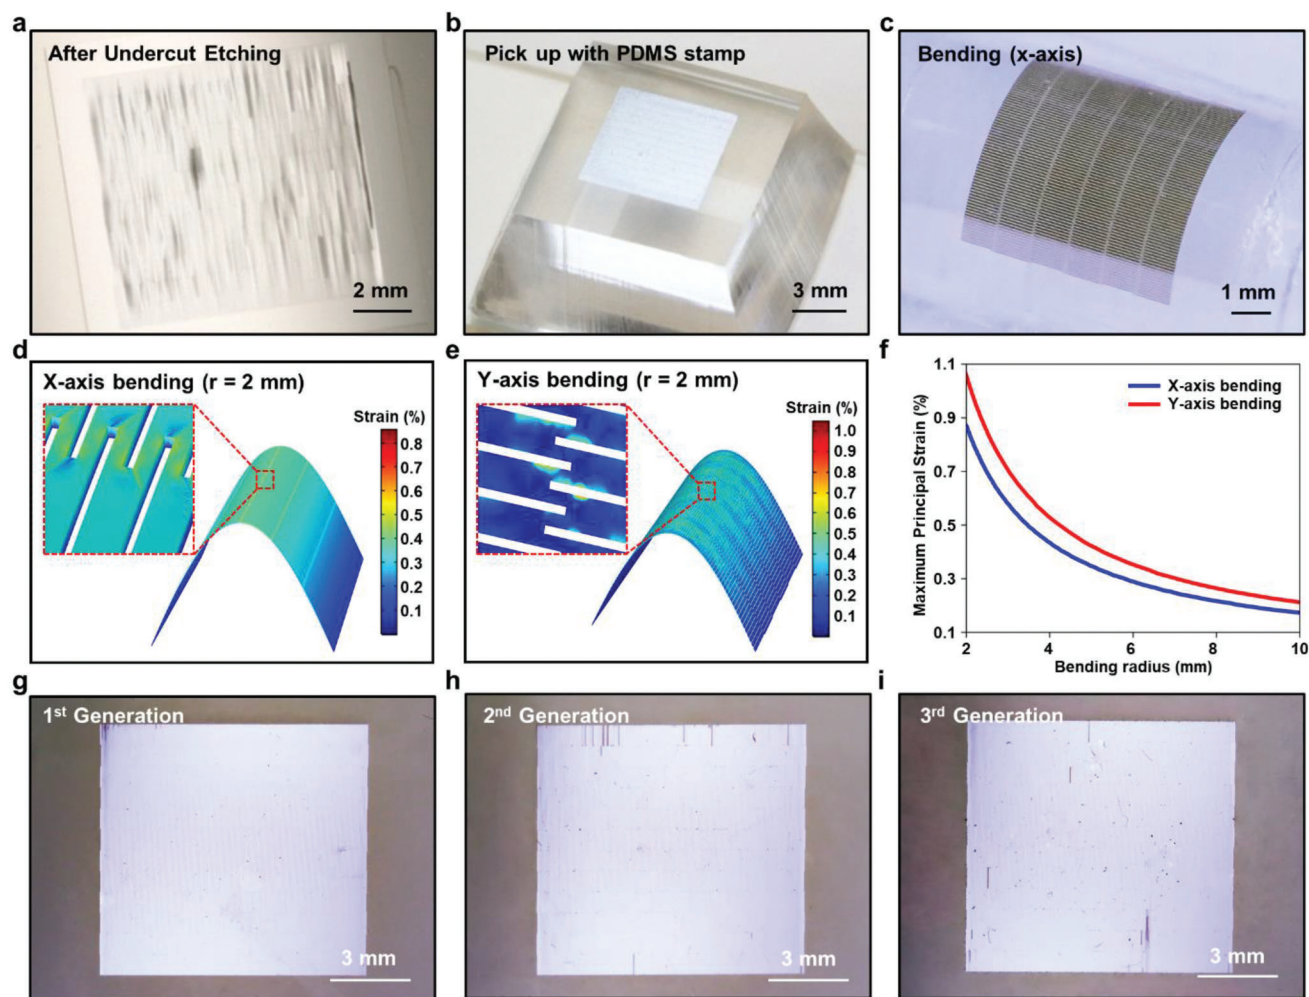 a
After Undercut Etching
2 mm
b
Pick up with PDMS stamp
3 mm
c
Bending (x-axis)
1 mm
d
X-axis bending (r = 2 mm)
Strain (%)
0.8
0.7
0.6
0.5
0.4
0.3
0.2
0.1
e
Y-axis bending (r = 2 mm)
Strain (%)
1.0
0.9
0.8
0.7
0.6
0.5
0.4
0.3
0.2
0.1
f
Maximum Principal Strain (%)
1.1
0.9
0.7
0.5
0.3
0.1
X-axis bending
Y-axis bending
2 4 6 8 10
Bending radius (mm)
g
1st Generation
3 mm
h
2nd Generation
3 mm
i
3rd Generation
3 mm